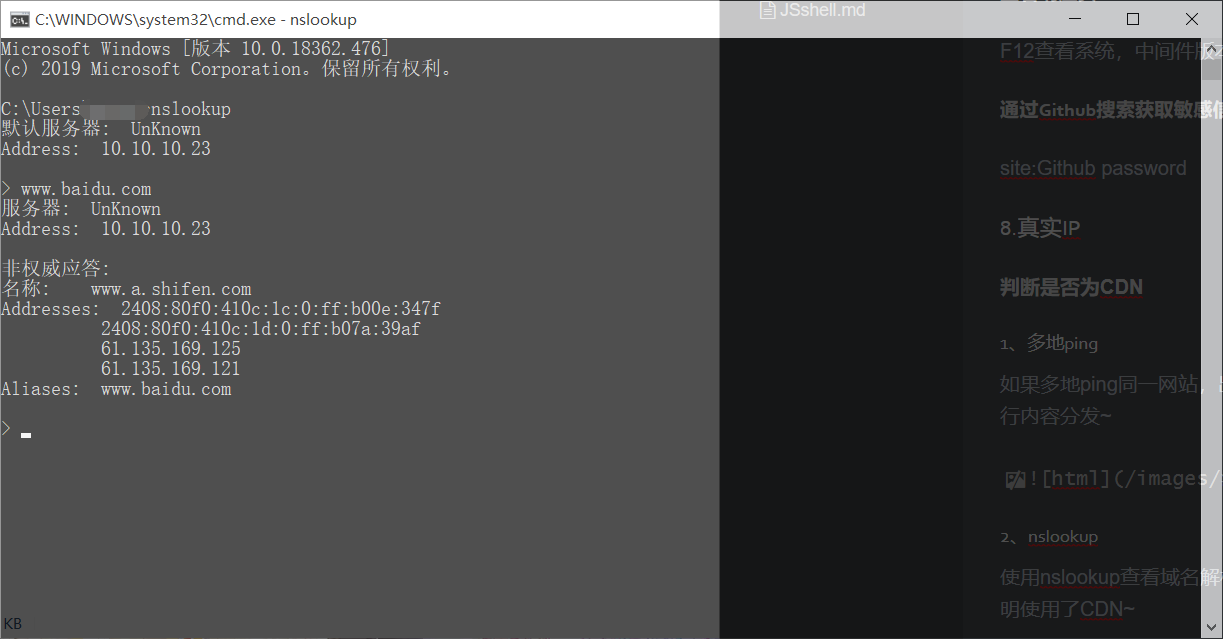 C:\WINDOWS\system32\cmd.exe - nslookup
Microsoft Windows [版本 10.0.18362.476]
(c) 2019 Microsoft Corporation。保留所有权利。
C:\Users nslookup
默认服务器: UnKnown
Address: 10.10.10.23
> www.baidu.com
服务器: UnKnown
Address: 10.10.10.23
非权威应答:
名称: www.a.shifen.com
Addresses: 2408:80f0:410c:1c:0:ff:b00e:347f
2408:80f0:410c:1d:0:ff:b07a:39af
61.135.169.125
61.135.169.121
Aliases: www.baidu.com
>
KB
JSshell.md
F12查看系统，中间件版
通过Github搜索获取敏感信
site:Github password
8.真实IP
判断是否为CDN
1、多地ping
如果多地ping同一网站，
行内容分发~
![html](/images/
2、nslookup
使用nslookup查看域名解
明使用了CDN~